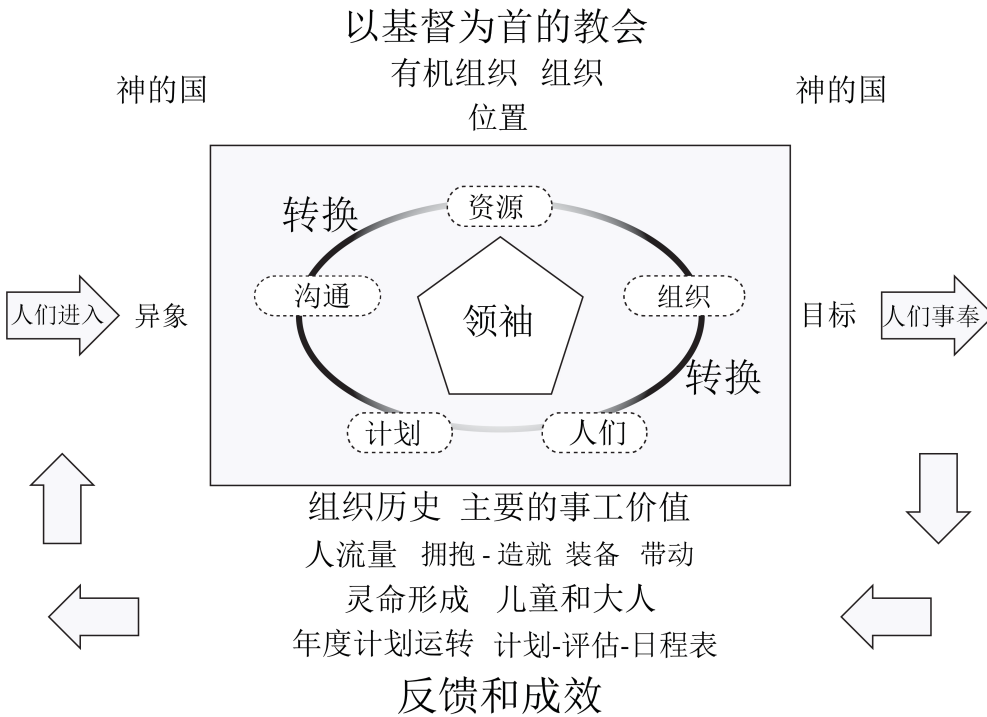 以基督为首的教会
有机组织 组织
神的国
神的国
位置
转换
资源
沟通
组织
领袖
人们进入
异象
目标
人们事奉
转换
计划
人们
组织历史 主要的事工价值
人流量 拥抱 - 造就 装备 带动
灵命形成 儿童和大人
年度计划运转 计划-评估-日程表
反馈和成效